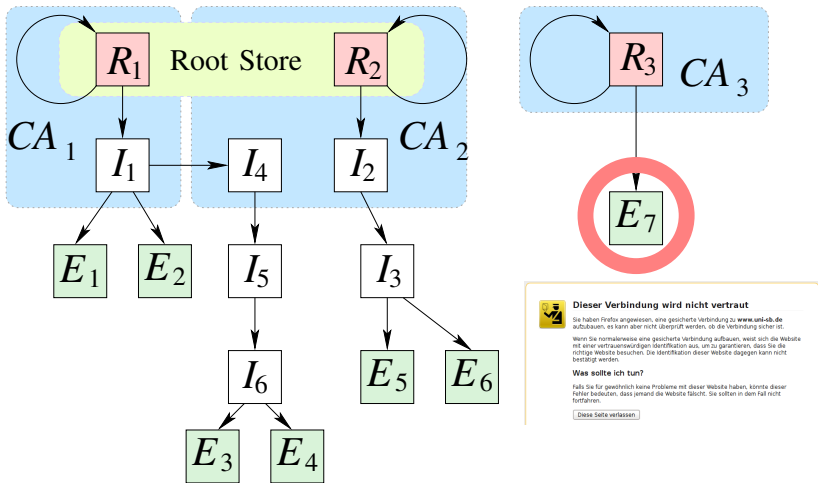 R1 Root Store R2 R3
CA 3
CA 1 CA 2
I1 I4 I2
E7
E1 E2 I5 I3
Dieser Verbindung wird nicht vertraut
Sie haben Firefox angewiesen, eine gesicherte Verbindung zu www.uni-sb.de
aufzubauen, es kann aber nicht überprüft werden, ob die Verbindung sicher ist.
Wenn Sie normalerweise eine gesicherte Verbindung aufbauen, weist sich die Website
mit einer vertrauenswürdigen Identifikation aus, um zu garantieren, dass Sie die
richtige Website besuchen. Die Identifikation dieser Website dagegen kann nicht
bestätigt werden.
Was sollte ich tun?
Falls Sie für gewöhnlich keine Probleme mit dieser Website haben, könnte dieser
Fehler bedeuten, dass jemand die Website fälscht. Sie sollten in dem Fall nicht
fortfahren.
Diese Seite verlassen
I6 E5 E6
E3 E4